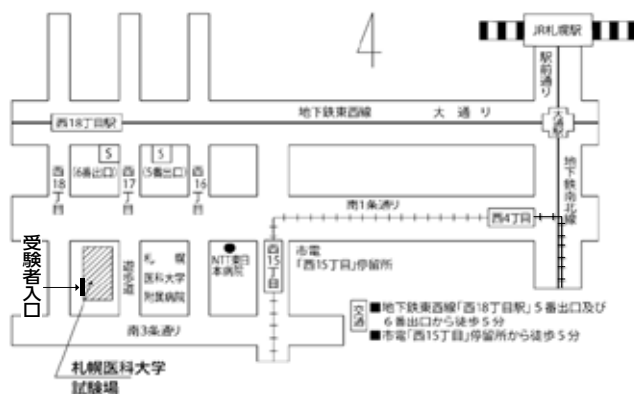 JR札幌駅
駅前通り
地下鉄東西線
大通り
西18丁目駅
大通駅
5
5
(6番出口)
(5番出口)
西18丁目
西17丁目
西16丁目
地下鉄南北線
南1条通り
西4丁目
受験者入口
札幌
医科大学
附属病院
NTT東日
本病院
西15丁目
市電
「西15丁目」停留所
南3条通り
交通
■地下鉄東西線「西18丁目駅」5番出口及び
6番出口から徒歩5分
■市電「西15丁目」停留所から徒歩5分
札幌医科大学
試験場